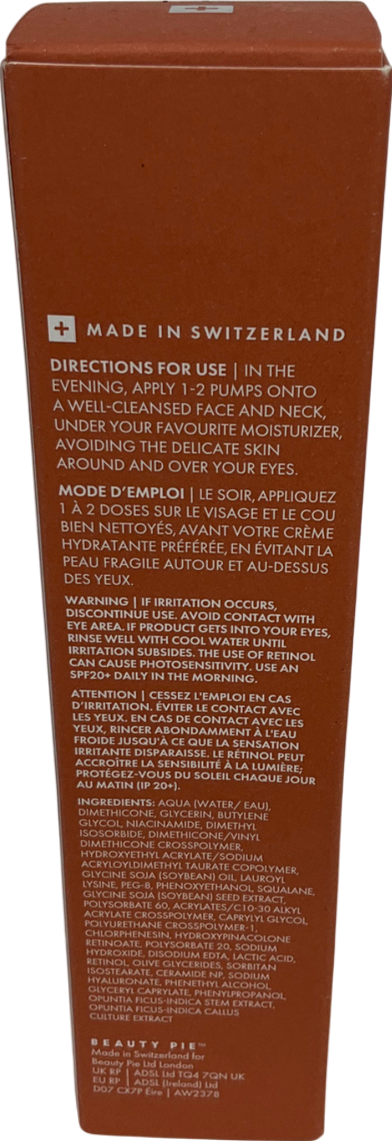 MADE IN SWITZERLAND
DIRECTIONS FOR USE | IN THE
EVENING, APPLY 1-2 PUMPS ONTO
A WELL-CLEANSED FACE AND NECK,
UNDER YOUR FAVOURITE MOISTURIZER,
AVOIDING THE DELICATE SKIN
AROUND AND OVER YOUR EYES.
MODE D'EMPLOI | LE SOIR, APPLIQUEZ
1 À 2 DOSES SUR LE VISAGE ET LE COU
BIEN NETTOYÉS, AVANT VOTRE CRÈME
HYDRATANTE PRÉFÉRÉE, EN ÉVITANT LA
PEAU FRAGILE AUTOUR ET AU-DESSUS
DES YEUX.
WARNING | IF IRRITATION OCCURS,
DISCONTINUE USE. AVOID CONTACT WITH
EYE AREA. IF PRODUCT GETS INTO YOUR EYES,
RINSE WELL WITH COOL WATER UNTIL
IRRITATION SUBSIDES. THE USE OF RETINOL
CAN CAUSE PHOTOSENSITIVITY. USE AN
SPF20+ DAILY IN THE MORNING.
ATTENTION | CESSEZ L'EMPLOI EN CAS
D'IRRITATION. ÉVITER LE CONTACT AVEC
LES YEUX. EN CAS DE CONTACT AVEC LES
YEUX, RINCER ABONDAMMENT À L'EAU
FROIDE JUSQU'À CE QUE LA SENSATION
IRRITANTE DISPARAISSE. LE RÉTINOL PEUT
ACCROÎTRE LA SENSIBILITÉ À LA LUMIÈRE;
PROTÉGEZ-VOUS DU SOLEIL CHAQUE JOUR
AU MATIN (IP 20+).
INGREDIENTS: AQUA (WATER/ EAU),
DIMETHICONE, GLYCERIN, BUTYLENE
GLYCOL, NIACINAMIDE, DIMETHYL
ISOSORBIDE, DIMETHICONE/VINYL
DIMETHICONE CROSSPOLYMER,
HYDROXYETHYL ACRYLATE/SODIUM
ACRYLOYLDIMETHYL TAURATE COPOLYMER,
GLYCINE SOJA (SOYBEAN) OIL, LAUROYL
LYSINE, PEG-8, PHENOXYETHANOL, SQUALANE,
GLYCINE SOJA (SOYBEAN) SEED EXTRACT,
POLYSORBATE 60, ACRYLATES/C10-30 ALKYL
ACRYLATE CROSSPOLYMER, CAPRYLYL GLYCOL,
POLYURETHANE CROSSPOLYMER-1,
CHLORPHENESIN, HYDROXYPINACOLONE
RETINOATE, POLYSORBATE 20, SODIUM
HYDROXIDE, DISODIUM EDTA, LACTIC ACID,
RETINOL, OLIVE GLYCERIDES, SORBITAN
ISOSTEARATE, CERAMIDE NP, SODIUM
HYALURONATE, PHENETHYL ALCOHOL,
GLYCERYL CAPRYLATE, PHENYLPROPANOL,
OPUNTIA FICUS-INDICA STEM EXTRACT,
OPUNTIA FICUS-INDICA CALLUS
CULTURE EXTRACT
BEAUTY PIE™
Made in Switzerland for
Beauty Pie Ltd London
UK RP | ADSL Ltd TQ4 7QN UK
EU RP | ADSL (Ireland) Ltd
D07 CX7P Éire | AW2378